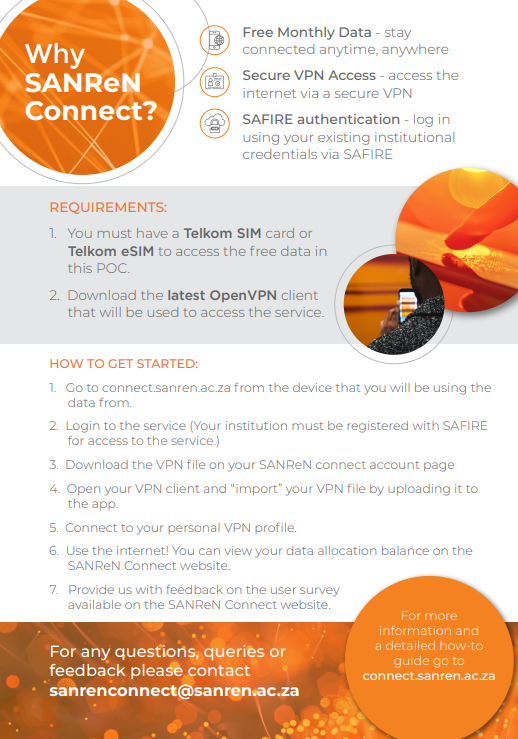 Why
SANReN
Connect?
Free Monthly Data - stay
connected anytime, anywhere
Secure VPN Access - access the
internet via a secure VPN
SAFIRE authentication - log in
using your existing institutional
credentials via SAFIRE
REQUIREMENTS:
1. You must have a Telkom SIM card or
Telkom eSIM to access the free data in
this POC.
2. Download the latest OpenVPN client
that will be used to access the service.
HOW TO GET STARTED:
1. Go to connect.sanren.ac.za from the device that you will be using the
data from.
2. Login to the service (Your institution must be registered with SAFIRE
for access to the service.)
3. Download the VPN file on your SANReN connect account page
4. Open your VPN client and “import” your VPN file by uploading it to
the app.
5. Connect to your personal VPN profile.
6. Use the internet! You can view your data allocation balance on the
SANReN Connect website.
7. Provide us with feedback on the user survey
available on the SANReN Connect website.
For any questions, queries or
feedback please contact
sanrenconnect@sanren.ac.za
For more
information and
a detailed how-to
guide go to
connect.sanren.ac.za